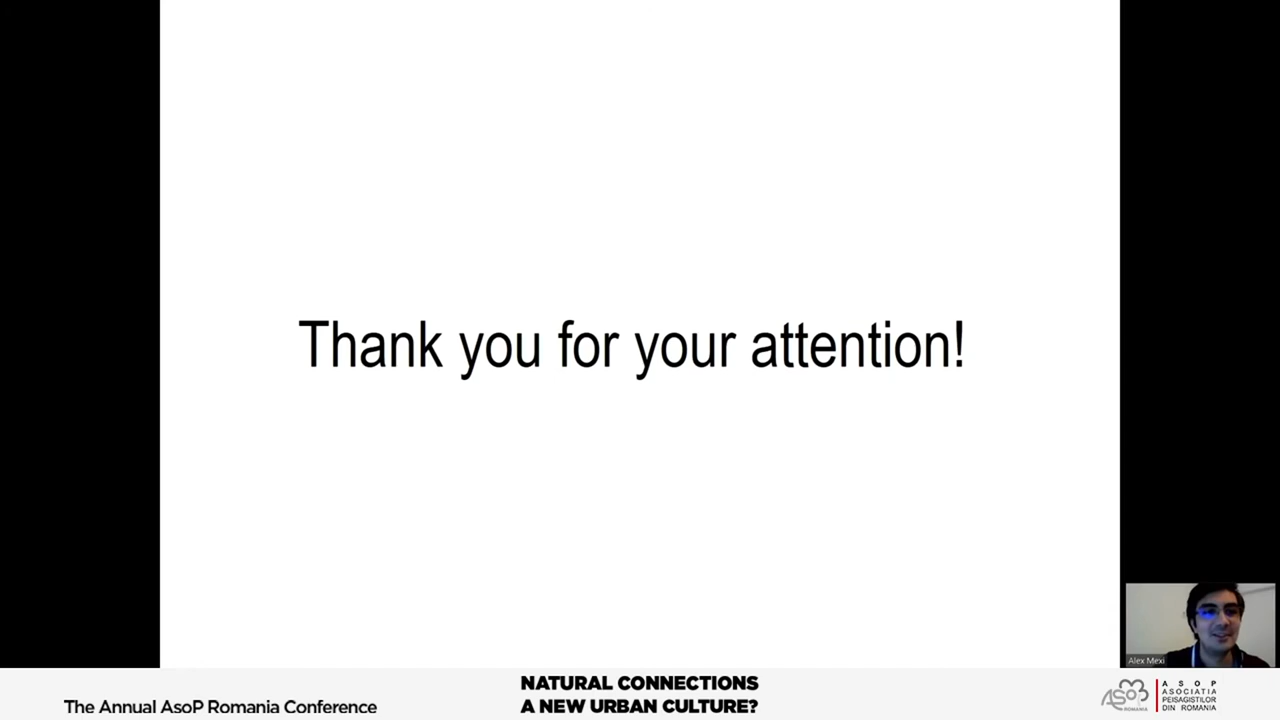 Thank you for your attention!
Alex Mexi
The Annual AsoP Romania Conference
NATURAL CONNECTIONS
A NEW URBAN CULTURE?
ASoP
ROMANIA
A S O P
ASOCIATIA
PEISAGISTILOR
DIN ROMANIA